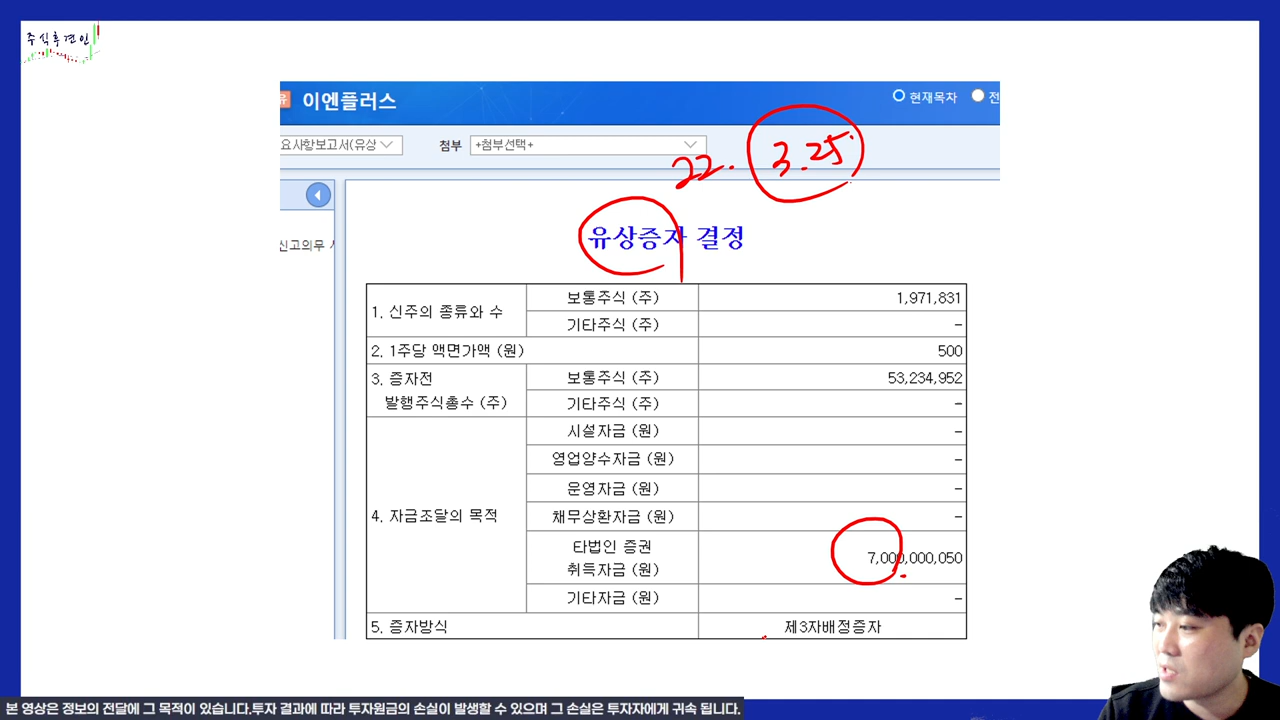 주식후견인
이엔플러스
현재목차
요사항보고서(유상
첨부
+첨부선택+
22. 3.25
신고의무
유상증자 결정
1. 신주의 종류와 수
보통주식 (주)
1,971,831
기타주식 (주)
-
2. 1주당 액면가액 (원)
500
3. 증자전
발행주식총수 (주)
보통주식 (주)
53,234,952
기타주식 (주)
-
4. 자금조달의 목적
시설자금 (원)
-
영업양수자금 (원)
-
운영자금 (원)
-
채무상환자금 (원)
-
타법인 증권
취득자금 (원)
7,000,000,050
기타자금 (원)
-
5. 증자방식
제3자배정증자
본 영상은 정보의 전달에 그 목적이 있습니다.투자 결과에 따라 투자원금의 손실이 발생할 수 있으며 그 손실은 투자자에게 귀속 됩니다.